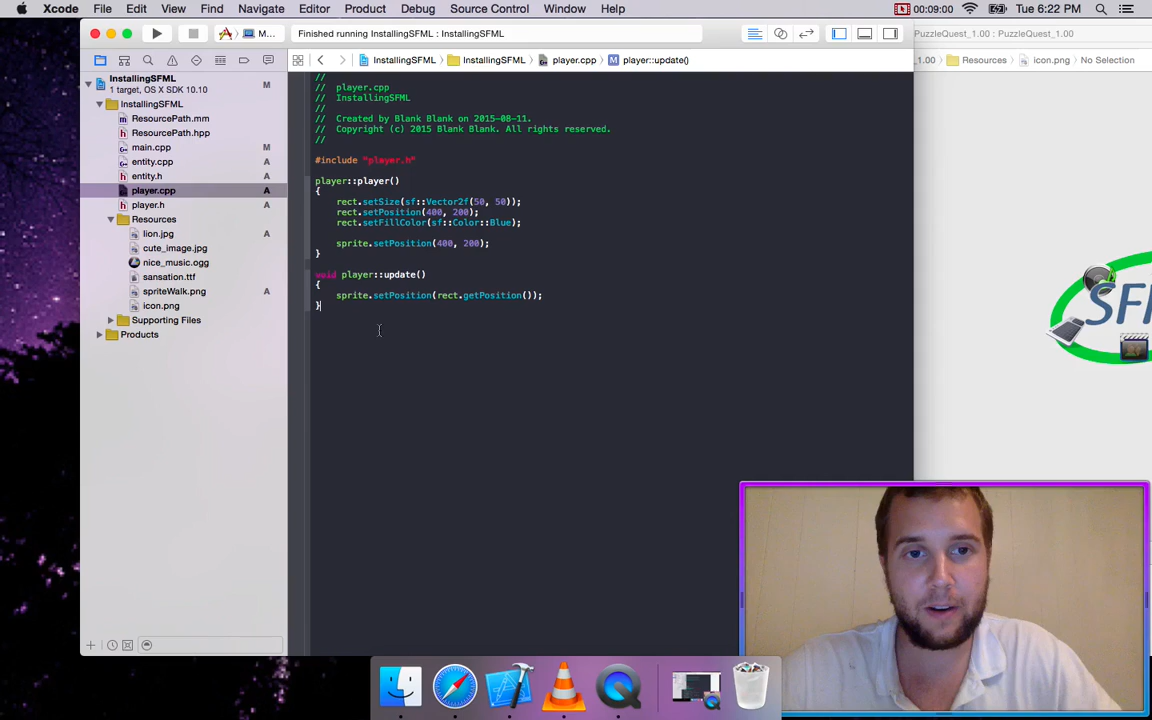 Xcode File Edit View Find Navigate Editor Product Debug Source Control Window Help 00:09:00 Tue 6:22 PM
M... Finished running InstallingSFML : InstallingSFML PuzzleQuest_1.00 : PuzzleQuest_1.00
InstallingSFML InstallingSFML player.cpp M player::update() 1.00 Resources icon.png No Selection
InstallingSFML M
1 target, OS X SDK 10.10
InstallingSFML
ResourcePath.mm
ResourcePath.hpp
main.cpp M
entity.cpp A
entity.h A
player.cpp A
player.h A
Resources
lion.jpg A
cute_image.jpg
nice_music.ogg
sansation.ttf
spriteWalk.png A
icon.png
Supporting Files
Products
//
// player.cpp
// InstallingSFML
//
// Created by Blank Blank on 2015-08-11.
// Copyright (c) 2015 Blank Blank. All rights reserved.
//
#include "player.h"
player::player()
{
rect.setSize(sf::Vector2f(50, 50));
rect.setPosition(400, 200);
rect.setFillColor(sf::Color::Blue);
sprite.setPosition(400, 200);
}
void player::update()
{
sprite.setPosition(rect.getPosition());
}
SF